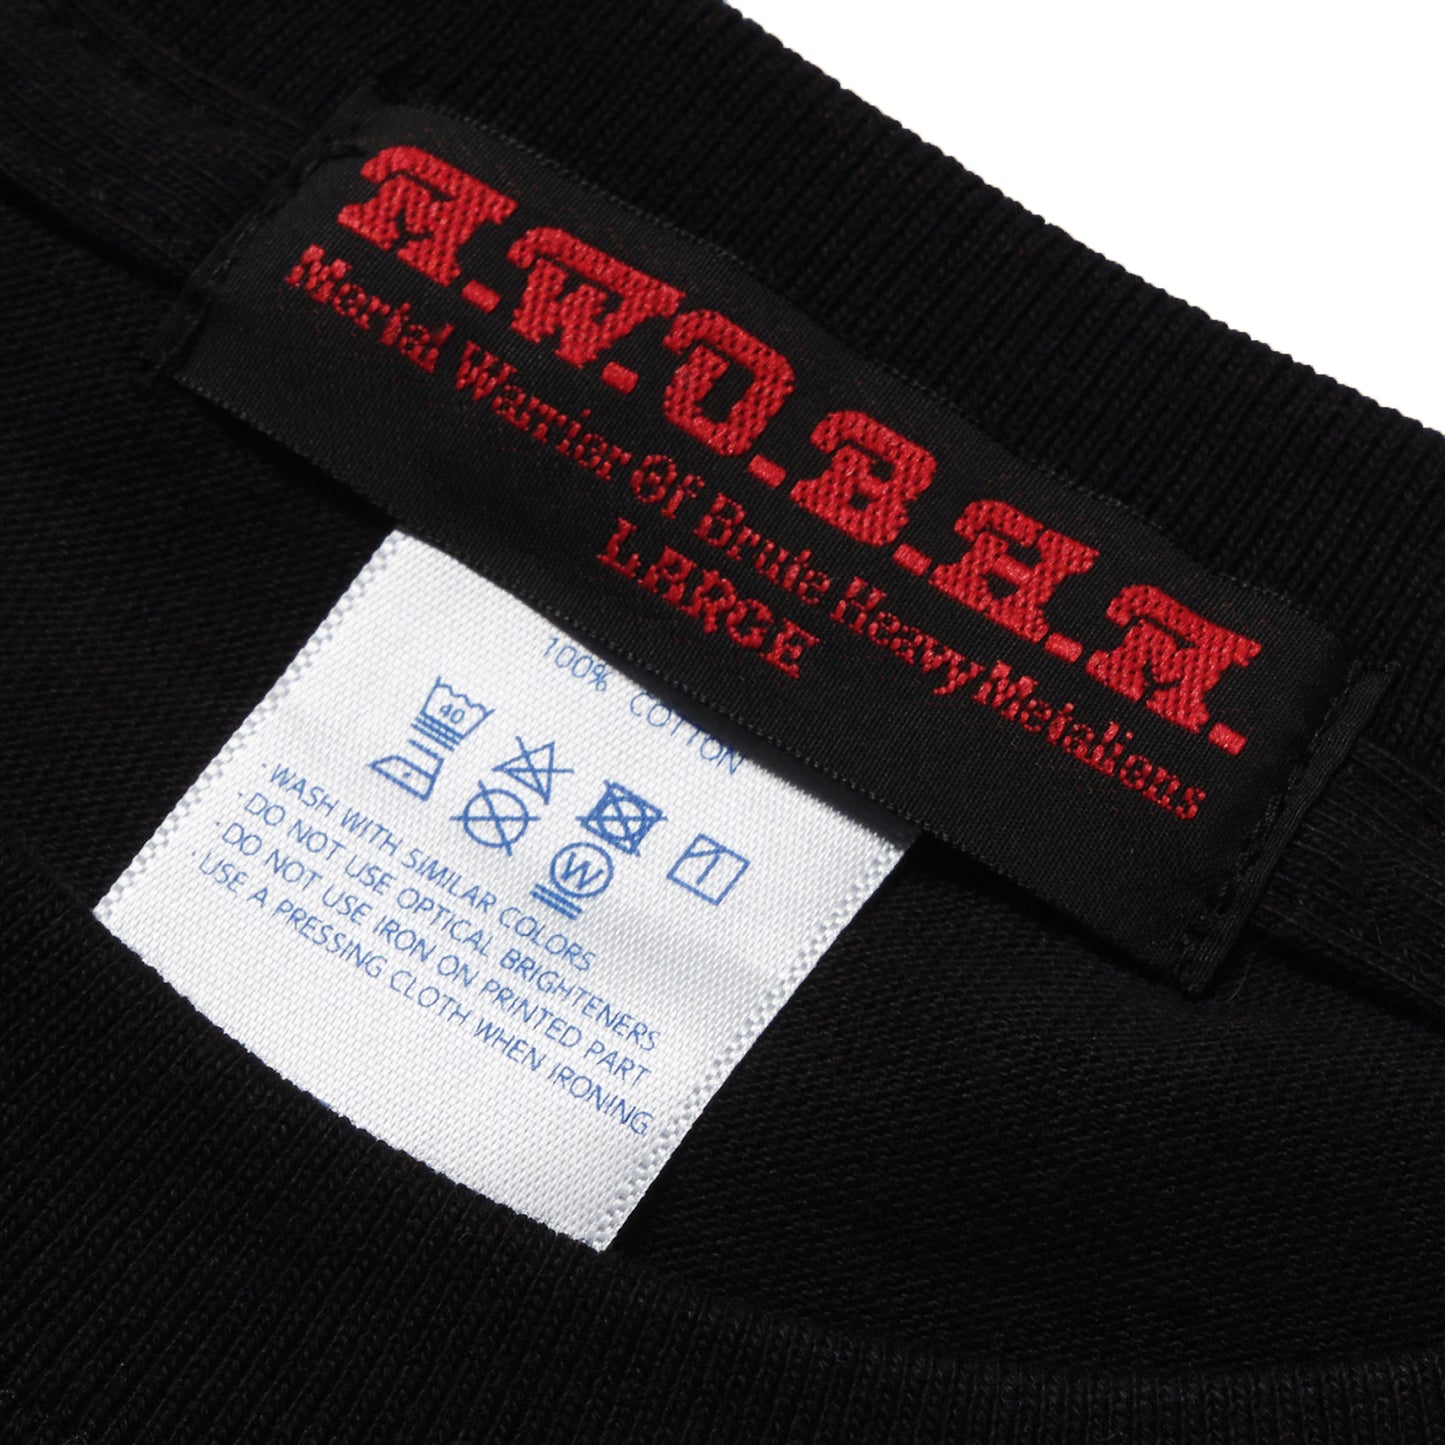 M.W.O.B.H.M.
Mortal Warrior Of Brute Heavy Metalions
LARGE
100% COTTON
40
W
· WASH WITH SIMILAR COLORS
· DO NOT USE OPTICAL BRIGHTENERS
· DO NOT USE IRON ON PRINTED PART
· USE A PRESSING CLOTH WHEN IRONING